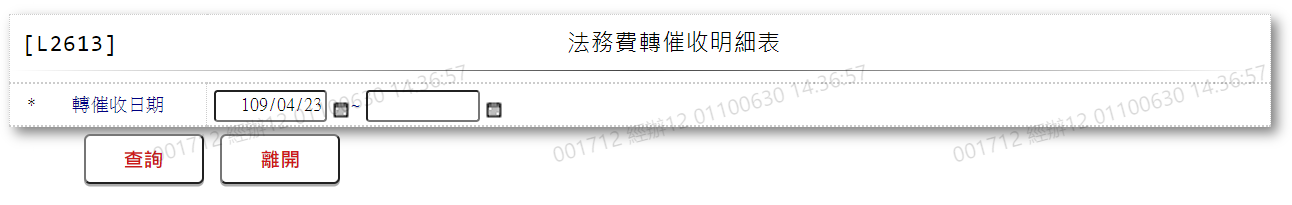 [L2613] 法務費轉催收明細表
* 轉催收日期 109/04/23 ~
查詢 離開
001712 經辦12 01100630 14:36:57
001712 經辦12 01100630 14:36:57
001712 經辦12 01100630 14:36:57